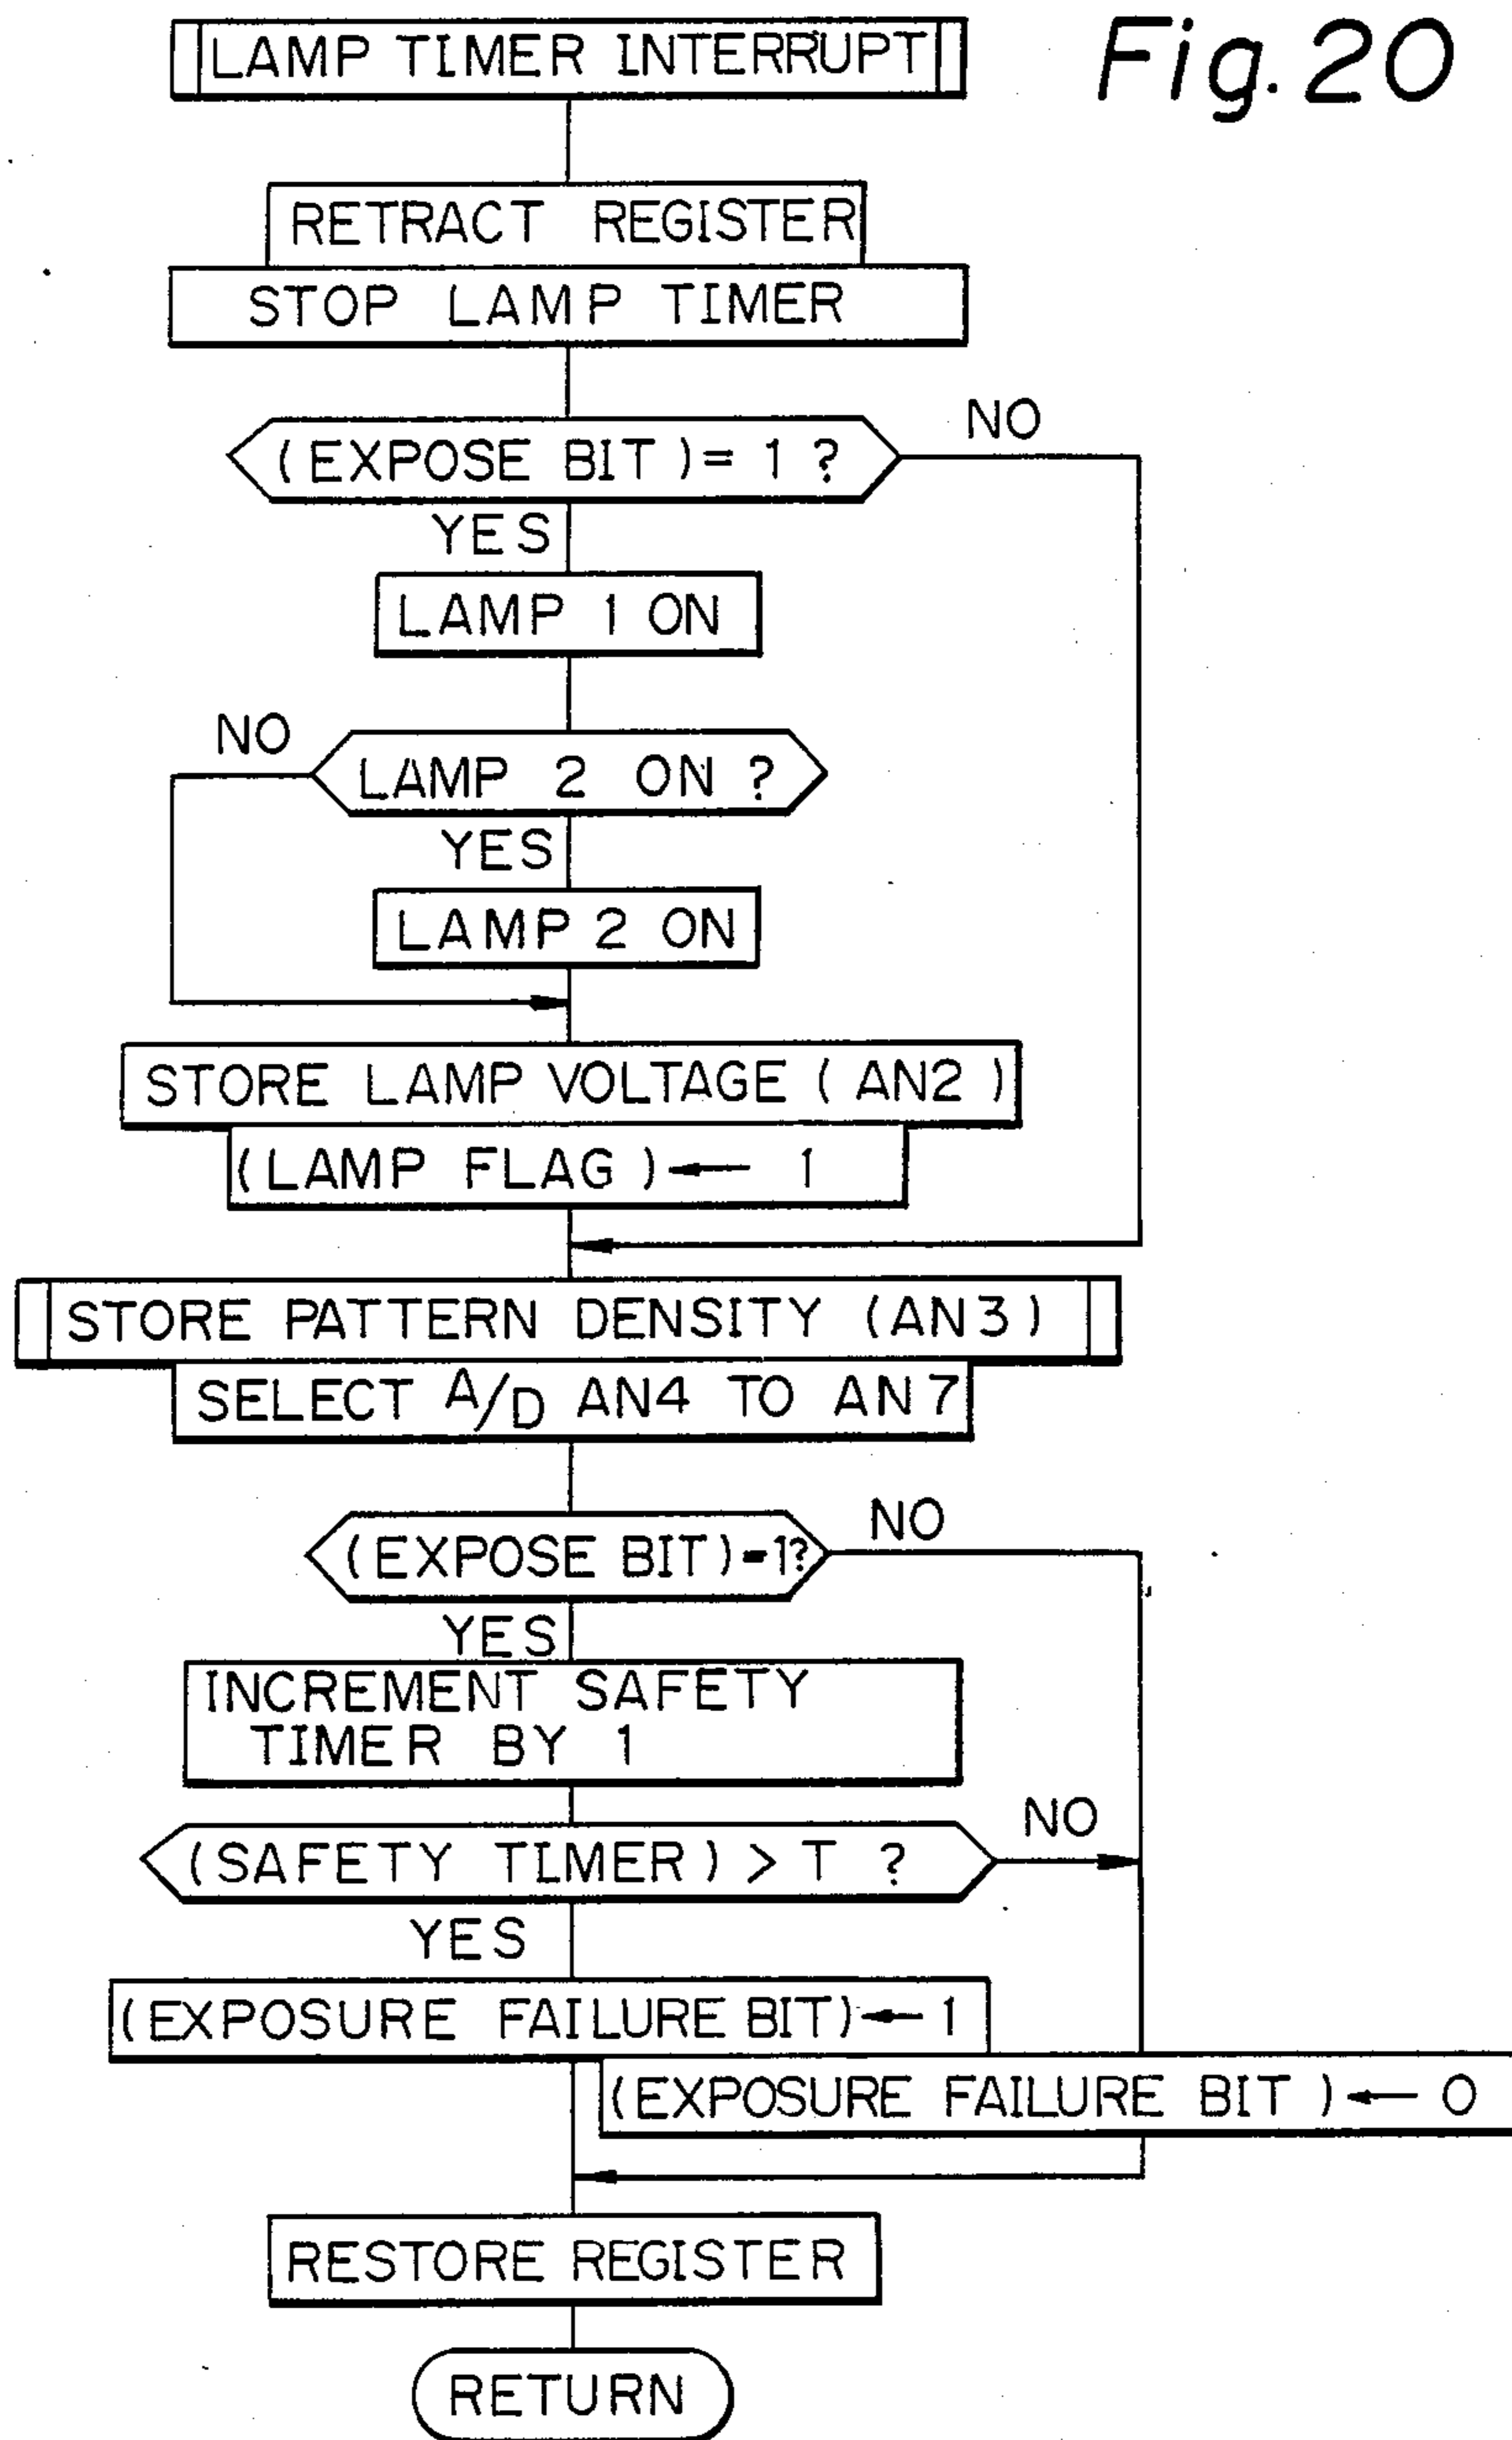 Fig. 20
LAMP TIMER INTERRUPT
RETRACT REGISTER
STOP LAMP TIMER
(EXPOSE BIT) = 1 ?
NO
YES
LAMP 1 ON
NO
LAMP 2 ON ?
YES
LAMP 2 ON
STORE LAMP VOLTAGE (AN2)
(LAMP FLAG) ← 1
STORE PATTERN DENSITY (AN3)
SELECT A/D AN4 TO AN7
(EXPOSE BIT) = 1?
NO
YES
INCREMENT SAFETY
TIMER BY 1
(SAFETY TIMER) > T ?
NO
YES
(EXPOSURE FAILURE BIT) ← 1
(EXPOSURE FAILURE BIT) ← 0
RESTORE REGISTER
RETURN